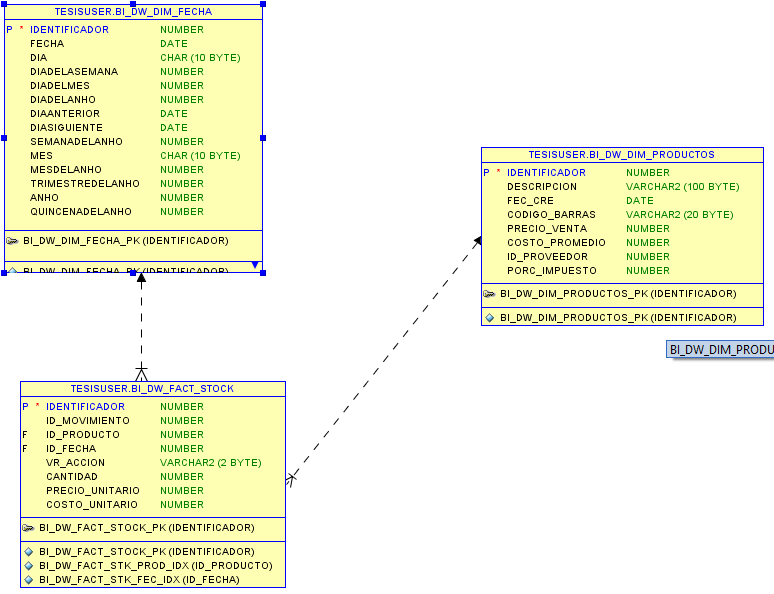 TESISUSER.BI_DW_DIM_FECHA
P * IDENTIFICADOR NUMBER
FECHA DATE
DIA CHAR (10 BYTE)
DIADELASEMANA NUMBER
DIADELMES NUMBER
DIADELANHO NUMBER
DIAANTERIOR DATE
DIASIGUIENTE DATE
SEMANADELANHO NUMBER
MES CHAR (10 BYTE)
MESDELANHO NUMBER
TRIMESTREDELANHO NUMBER
ANHO NUMBER
QUINCENADELANHO NUMBER
BI_DW_DIM_FECHA_PK (IDENTIFICADOR)
BI_DW_DIM_FECHA_PK (IDENTIFICADOR)
TESISUSER.BI_DW_DIM_PRODUCTOS
P * IDENTIFICADOR NUMBER
DESCRIPCION VARCHAR2 (100 BYTE)
FEC_CRE DATE
CODIGO_BARRAS VARCHAR2 (20 BYTE)
PRECIO_VENTA NUMBER
COSTO_PROMEDIO NUMBER
ID_PROVEEDOR NUMBER
PORC_IMPUESTO NUMBER
BI_DW_DIM_PRODUCTOS_PK (IDENTIFICADOR)
BI_DW_DIM_PRODUCTOS_PK (IDENTIFICADOR)
BI_DW_DIM_PRODU
TESISUSER.BI_DW_FACT_STOCK
P * IDENTIFICADOR NUMBER
ID_MOVIMIENTO NUMBER
F ID_PRODUCTO NUMBER
F ID_FECHA NUMBER
VR_ACCION VARCHAR2 (2 BYTE)
CANTIDAD NUMBER
PRECIO_UNITARIO NUMBER
COSTO_UNITARIO NUMBER
BI_DW_FACT_STOCK_PK (IDENTIFICADOR)
BI_DW_FACT_STOCK_PK (IDENTIFICADOR)
BI_DW_FACT_STK_PROD_IDX (ID_PRODUCTO)
BI_DW_FACT_STK_FEC_IDX (ID_FECHA)